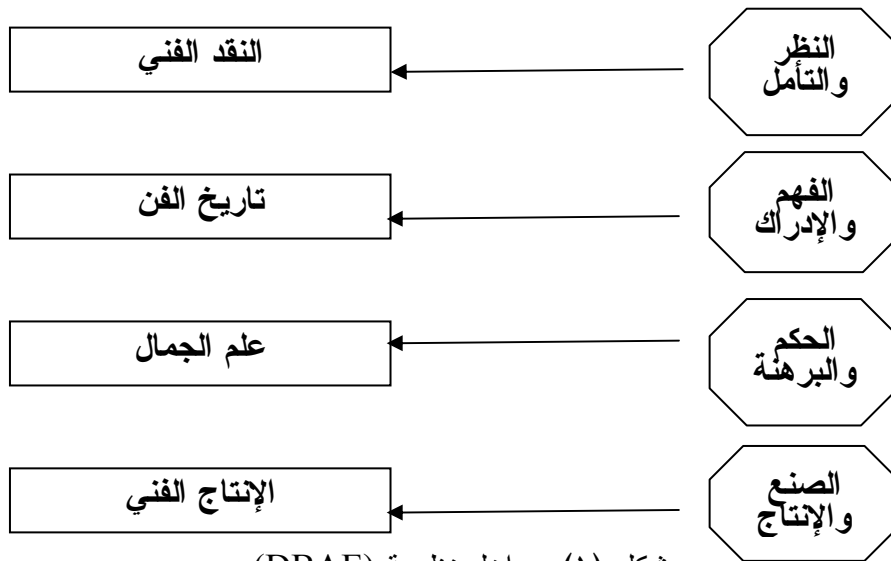 النظر
والتأمل
النقد الفني
الفهم
والإدراك
تاريخ الفن
الحكم
والبرهنة
علم الجمال
الصنع
والإنتاج
الإنتاج الفني
(DBAE)